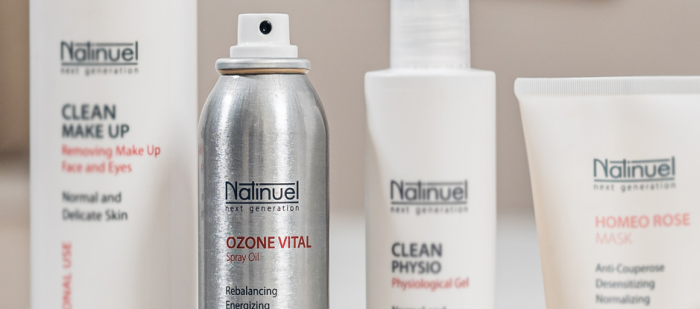 Natinuel
next generation
CLEAN
MAKE UP
Removing Make Up
Face and Eyes
Normal and
Delicate Skin
ONAL USE
Natinuel
next generation
OZONE VITAL
Spray Oil
Rebalancing
Energizing
Natinuel
next generation
CLEAN
PHYSIO
Physiological Gel
Natinuel
next generation
HOMEO ROSE
MASK
Anti-Couperose
Desensitizing
Normalizing